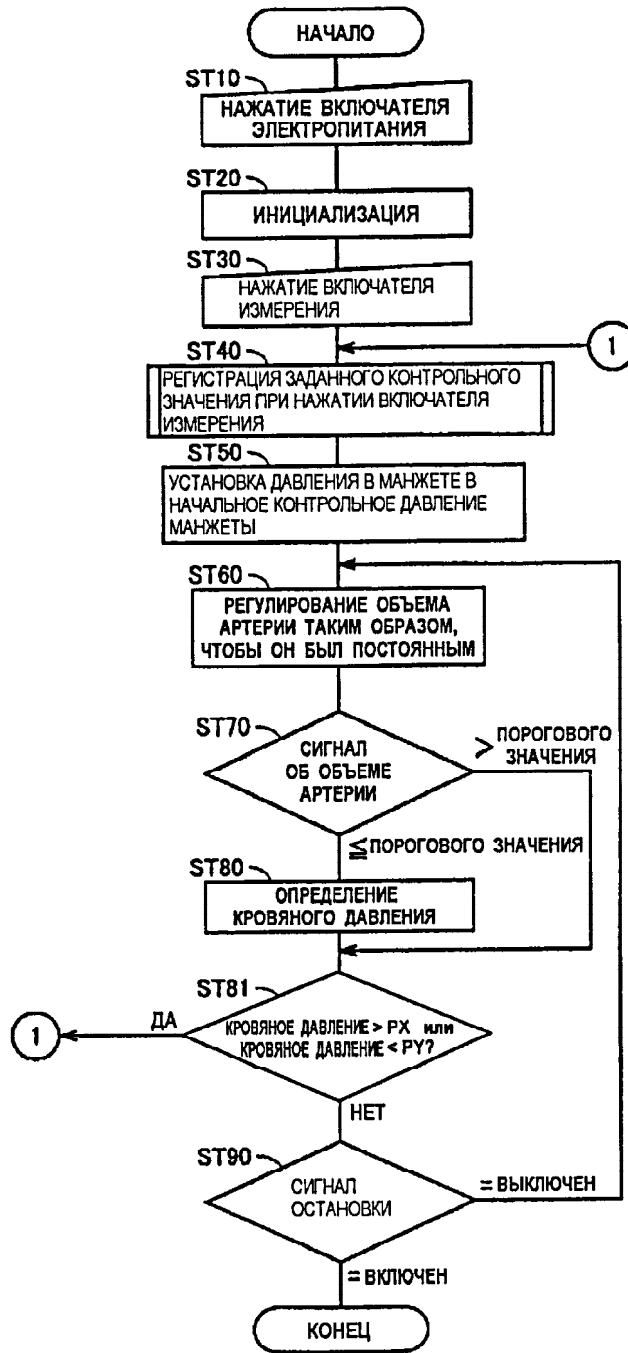 НАЧАЛО
ST10
НАЖАТИЕ ВКЛЮЧАТЕЛЯ
ЭЛЕКТРОПИТАНИЯ
ST20
ИНИЦИАЛИЗАЦИЯ
ST30
НАЖАТИЕ ВКЛЮЧАТЕЛЯ
ИЗМЕРЕНИЯ
1
ST40
РЕГИСТРАЦИЯ ЗАДАННОГО КОНТРОЛЬНОГО
ЗНАЧЕНИЯ ПРИ НАЖАТИИ ВКЛЮЧАТЕЛЯ
ИЗМЕРЕНИЯ
ST50
УСТАНОВКА ДАВЛЕНИЯ В МАНЖЕТЕ В
НАЧАЛЬНОЕ КОНТРОЛЬНОЕ ДАВЛЕНИЕ
МАНЖЕТЫ
ST60
РЕГУЛИРОВАНИЕ ОБЪЕМА
АРТЕРИИ ТАКИМ ОБРАЗОМ,
ЧТОБЫ ОН БЫЛ ПОСТОЯННЫМ
ST70
СИГНАЛ
ОБ ОБЪЕМЕ
АРТЕРИИ
> ПОРОГОВОГО
ЗНАЧЕНИЯ
≦ ПОРОГОВОГО ЗНАЧЕНИЯ
ST80
ОПРЕДЕЛЕНИЕ
КРОВЯНОГО ДАВЛЕНИЯ
ST81
КРОВЯНОЕ ДАВЛЕНИЕ > PX или
КРОВЯНОЕ ДАВЛЕНИЕ < PY?
ДА
1
НЕТ
ST90
СИГНАЛ
ОСТАНОВКИ
= ВЫКЛЮЧЕН
= ВКЛЮЧЕН
КОНЕЦ